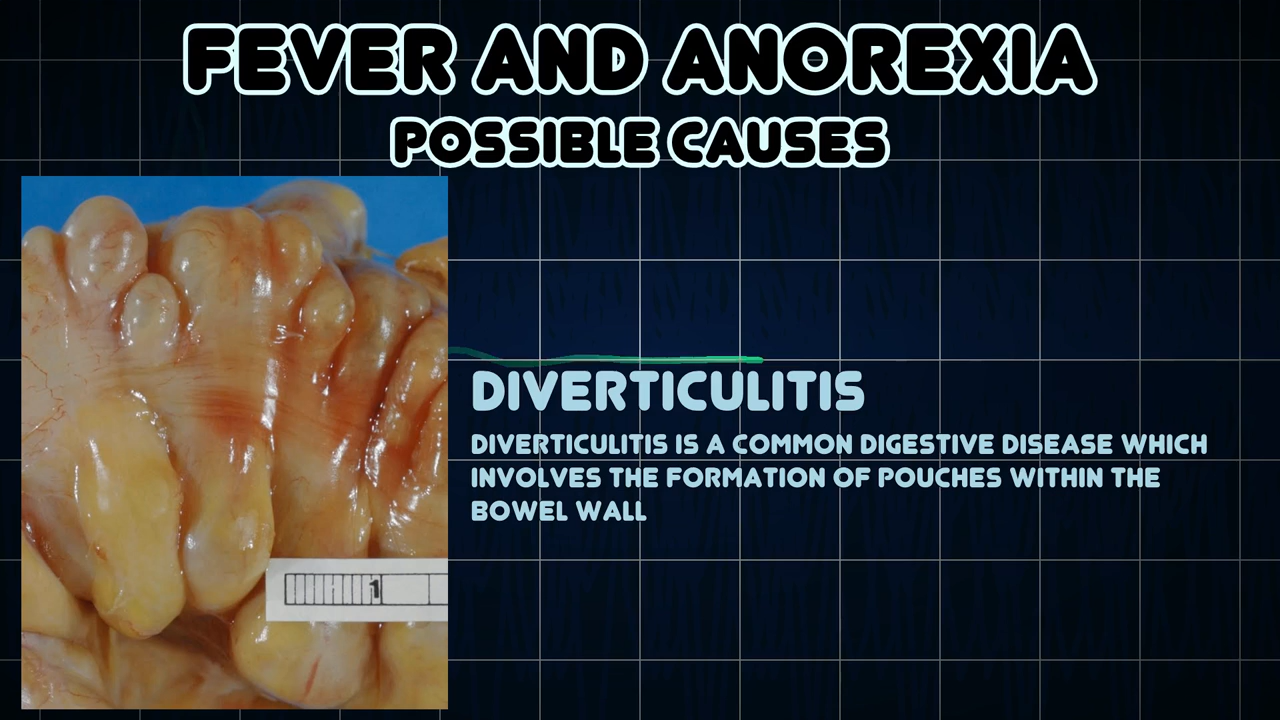 FEVER AND ANOREXIA
POSSIBLE CAUSES
DIVERTICULITIS
DIVERTICULITIS IS A COMMON DIGESTIVE DISEASE WHICH
INVOLVES THE FORMATION OF POUCHES WITHIN THE
BOWEL WALL
1